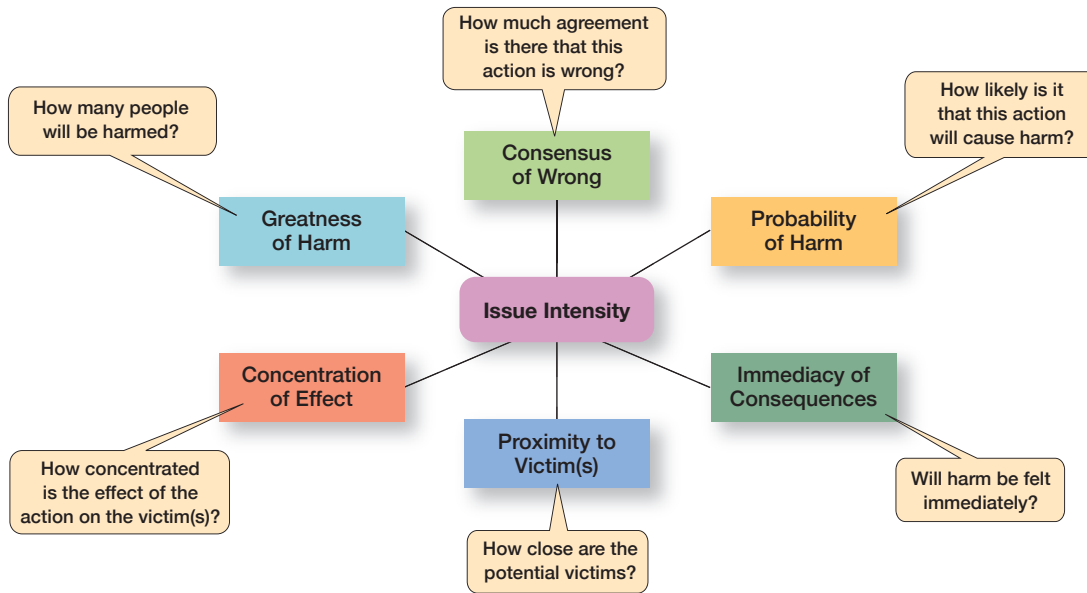 How much agreement
is there that this
action is wrong?
How many people
will be harmed?
How likely is it
that this action
will cause harm?
Consensus
of Wrong
Greatness
of Harm
Probability
of Harm
Issue Intensity
Concentration
of Effect
Immediacy of
Consequences
Proximity to
Victim(s)
How concentrated
is the effect of the
action on the victim(s)?
Will harm be felt
immediately?
How close are the
potential victims?